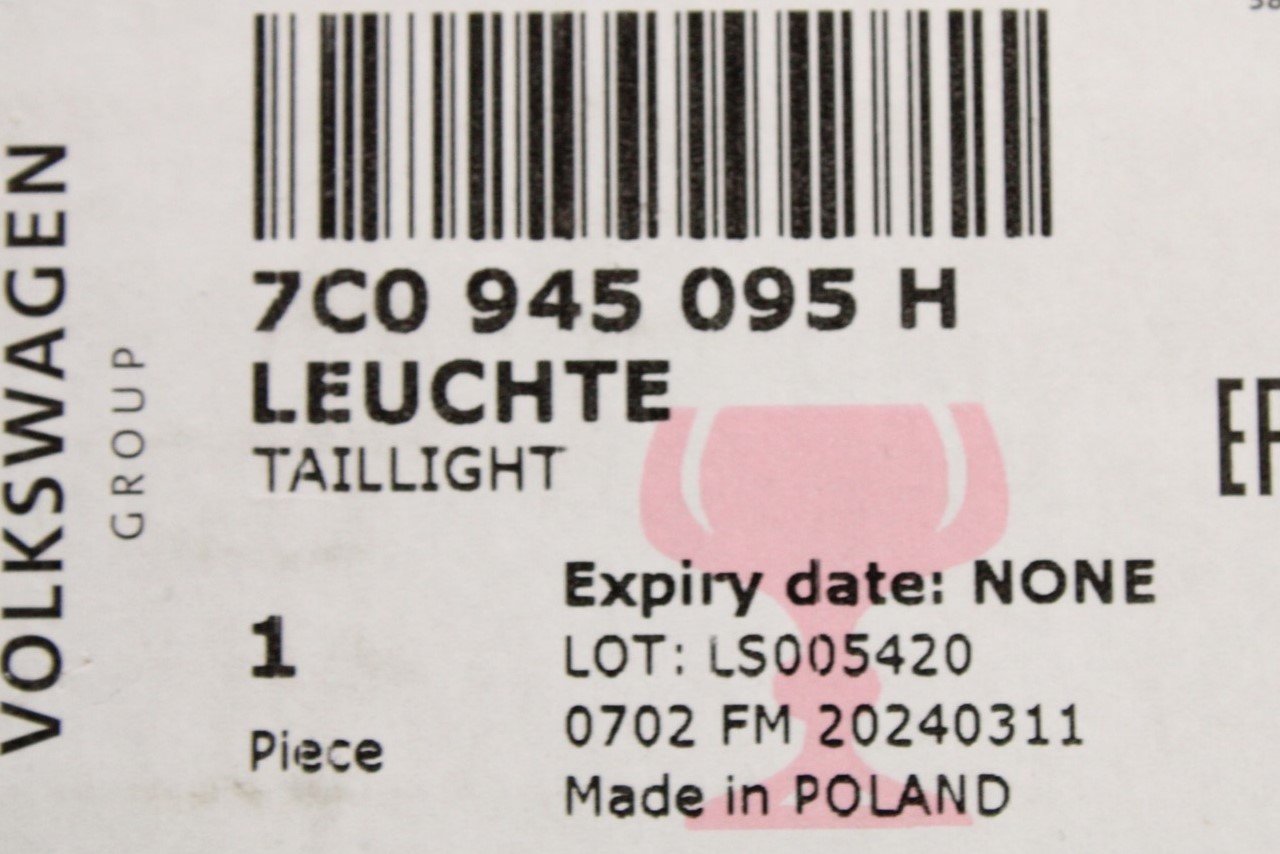 VOLKSWAGEN
GROUP
7C0 945 095 H
LEUCHTE
TAILLIGHT
1
Piece
Expiry date: NONE
LOT: LS005420
0702 FM 20240311
Made in POLAND